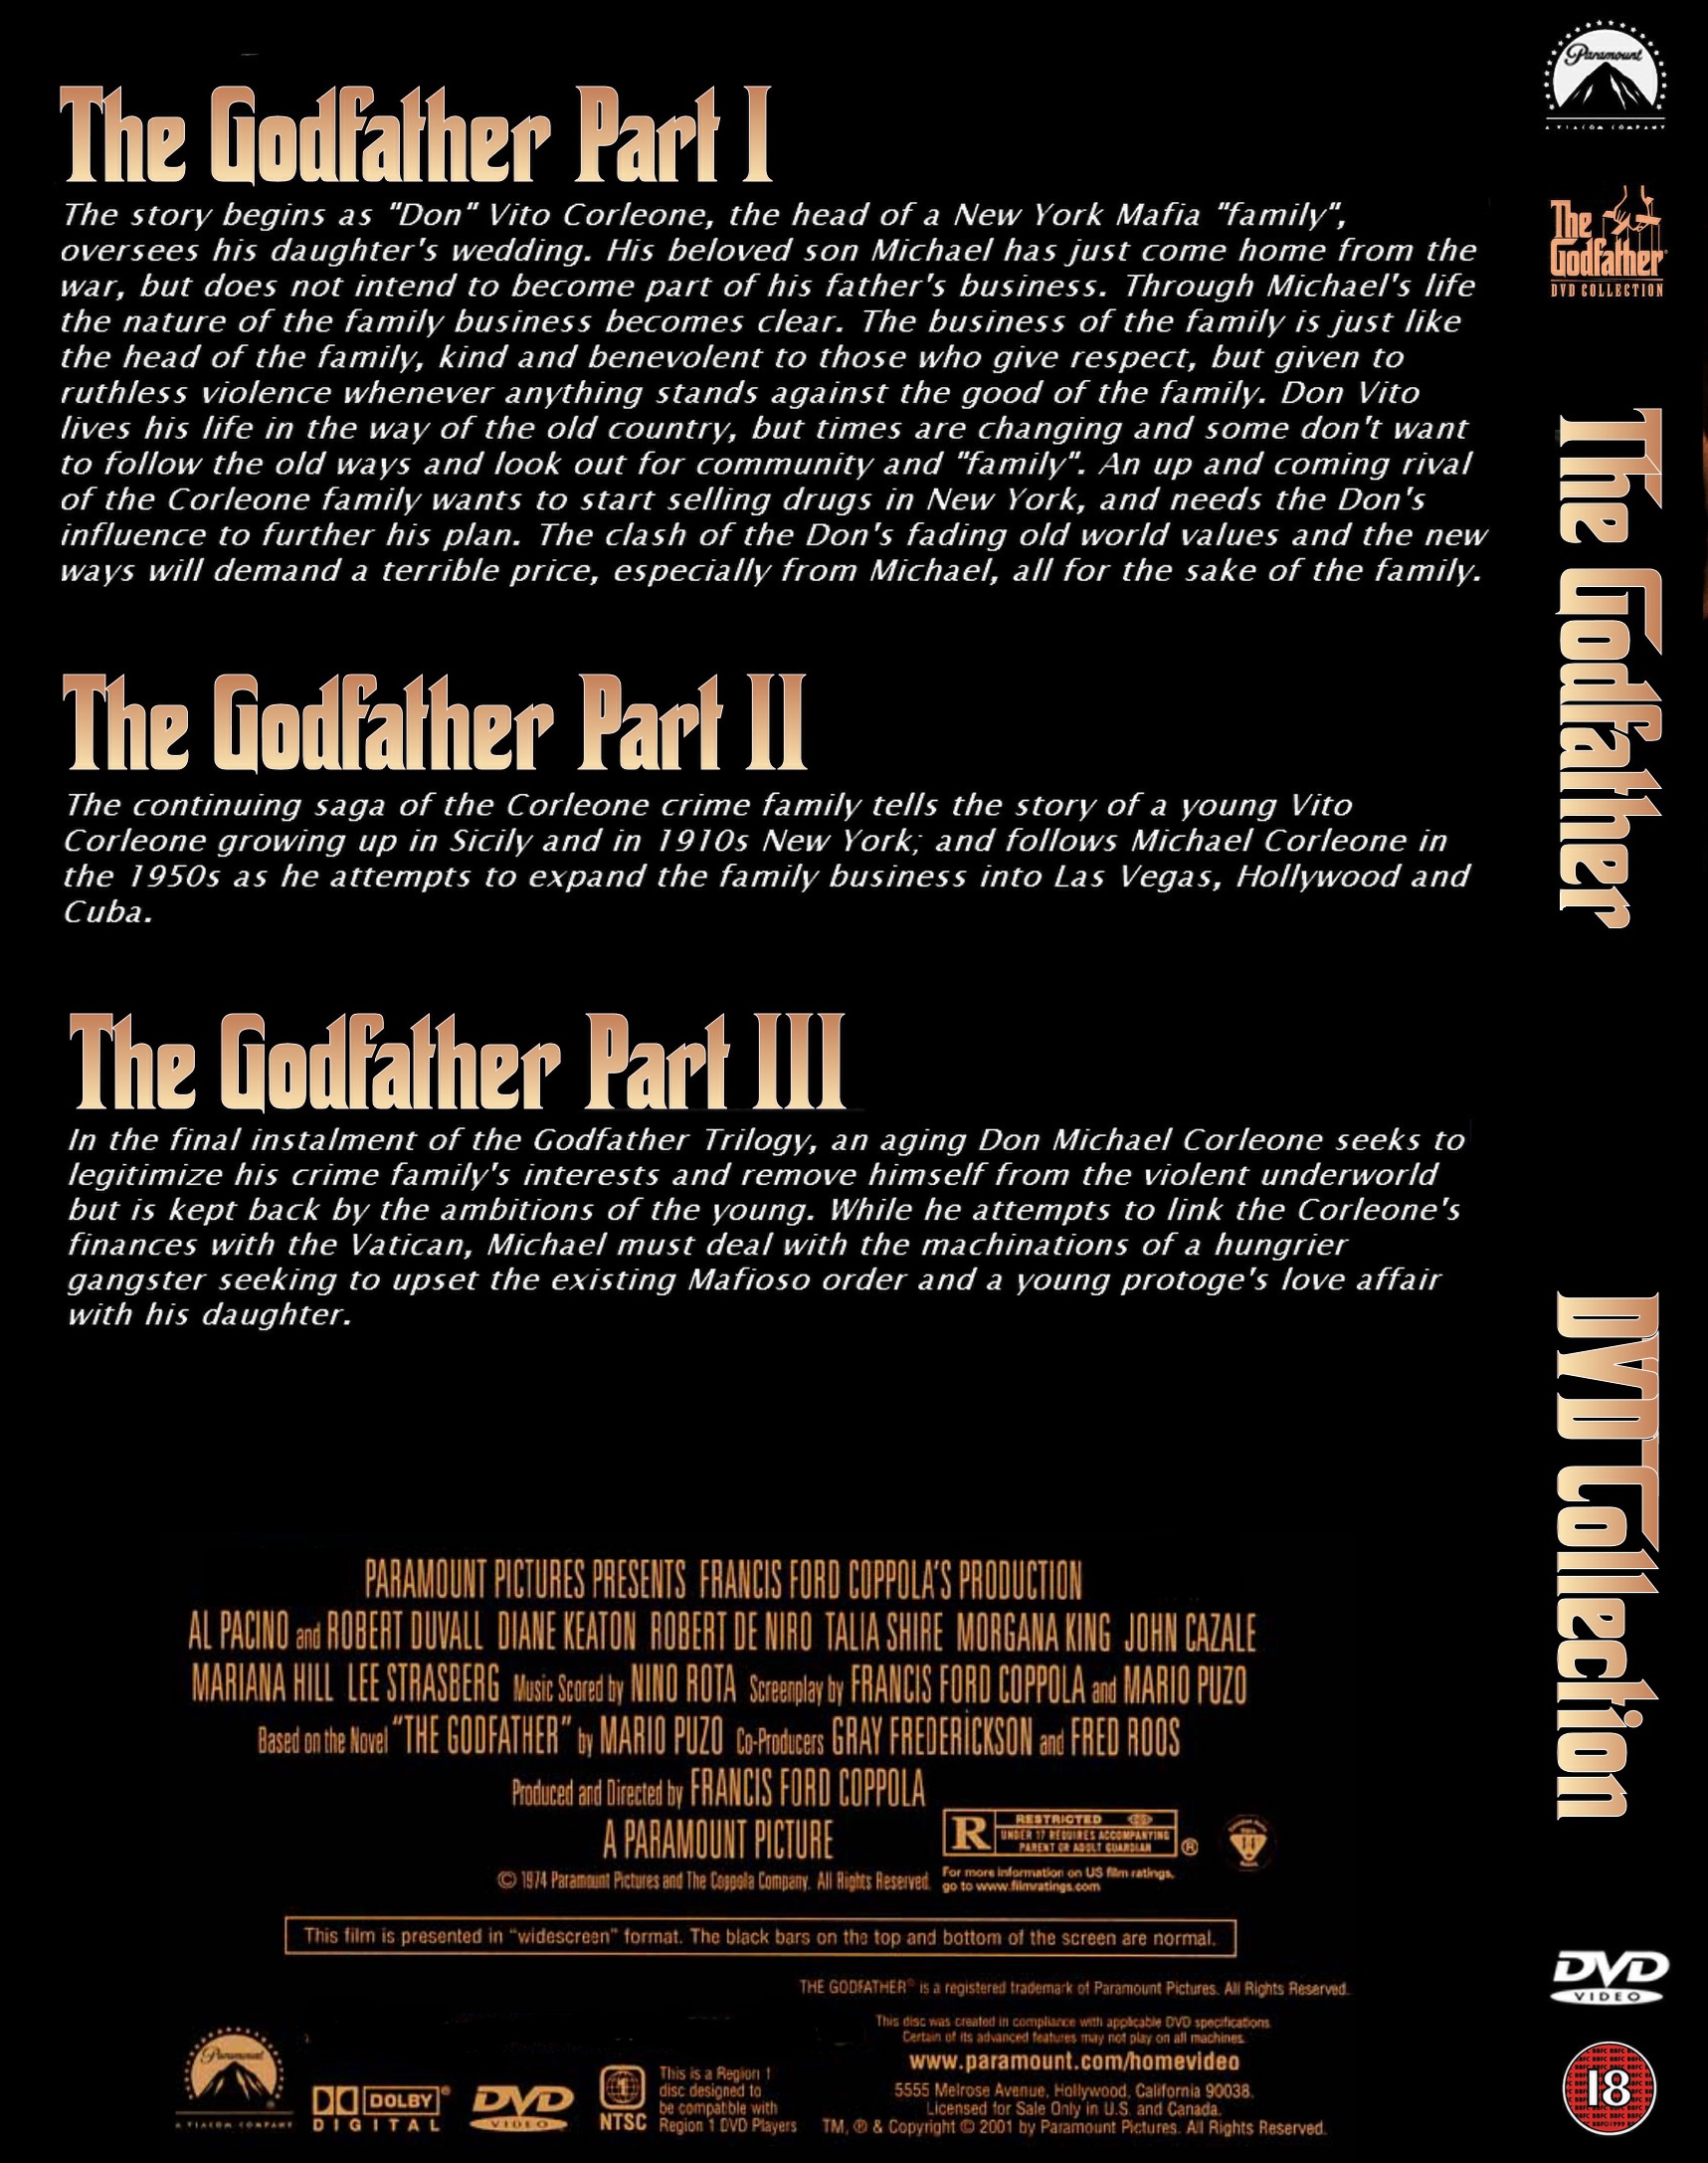 The Godfather Part I
The story begins as "Don" Vito Corleone, the head of a New York Mafia "family",
oversees his daughter's wedding. His beloved son Michael has just come home from the
war, but does not intend to become part of his father's business. Through Michael's life
the nature of the family business becomes clear. The business of the family is just like
the head of the family, kind and benevolent to those who give respect, but given to
ruthless violence whenever anything stands against the good of the family. Don Vito
lives his life in the way of the old country, but times are changing and some don't want
to follow the old ways and look out for community and "family". An up and coming rival
of the Corleone family wants to start selling drugs in New York, and needs the Don's
influence to further his plan. The clash of the Don's fading old world values and the new
ways will demand a terrible price, especially from Michael, all for the sake of the family.
The Godfather Part II
The continuing saga of the Corleone crime family tells the story of a young Vito
Corleone growing up in Sicily and in 1910s New York; and follows Michael Corleone in
the 1950s as he attempts to expand the family business into Las Vegas, Hollywood and
Cuba.
The Godfather Part III
In the final instalment of the Godfather Trilogy, an aging Don Michael Corleone seeks to
legitimize his crime family's interests and remove himself from the violent underworld
but is kept back by the ambitions of the young. While he attempts to link the Corleone's
finances with the Vatican, Michael must deal with the machinations of a hungrier
gangster seeking to upset the existing Mafioso order and a young protoge's love affair
with his daughter.
PARAMOUNT PICTURES PRESENTS FRANCIS FORD COPPOLA'S PRODUCTION
AL PACINO and ROBERT DUVALL DIANE KEATON ROBERT DE NIRO TALIA SHIRE MORGANA KING JOHN CAZALE
MARIANA HILL LEE STRASBERG Music Scored by NINO ROTA Screenplay by FRANCIS FORD COPPOLA and MARIO PUZO
Based on the Novel "THE GODFATHER" by MARIO PUZO Co-Producers GRAY FREDERICKSON and FRED ROOS
Produced and Directed by FRANCIS FORD COPPOLA
A PARAMOUNT PICTURE
© 1974 Paramount Pictures and The Coppola Company. All Rights Reserved.
R
RESTRICTED
UNDER 17 REQUIRES ACCOMPANYING
PARENT OR ADULT GUARDIAN
®
For more information on US film ratings,
go to www.filmratings.com
This film is presented in "widescreen" format. The black bars on the top and bottom of the screen are normal.
THE GODFATHER® is a registered trademark of Paramount Pictures. All Rights Reserved.
This disc was created in compliance with applicable DVD specifications.
Certain of its advanced features may not play on all machines.
www.paramount.com/homevideo
5555 Melrose Avenue, Hollywood, California 90038.
Licensed for Sale Only in U.S. and Canada.
TM, ® & Copyright © 2001 by Paramount Pictures. All Rights Reserved.
Paramount
A VIACOM COMPANY
DOLBY®
DIGITAL
DVD
VIDEO
1
NTSC
This is a Region 1
disc designed to
be compatible with
Region 1 DVD Players
Paramount
A VIACOM COMPANY
The
Godfather
DVD COLLECTION
The Godfather
DVD Collection
DVD
VIDEO
18